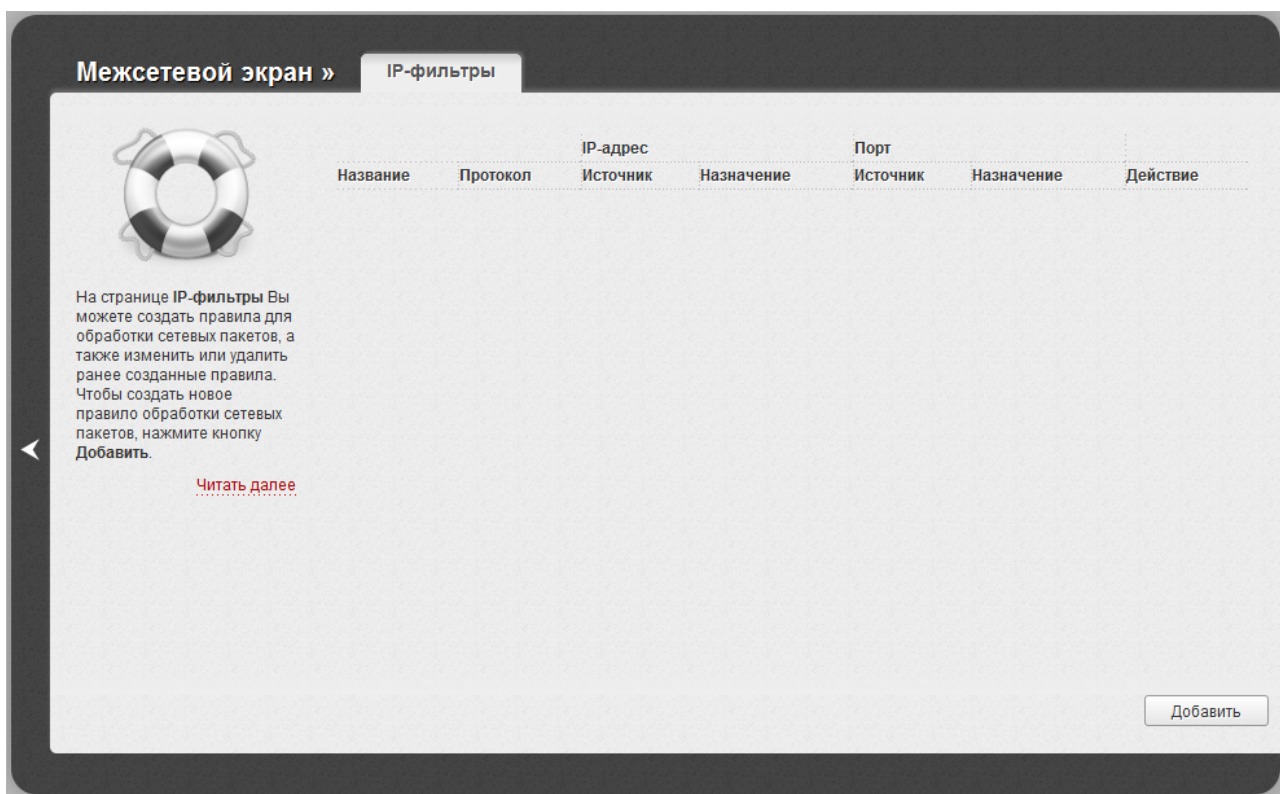 Межсетевой экран »
IP-фильтры
IP-адрес
Порт
Название Протокол Источник Назначение Источник Назначение Действие
На странице IP-фильтры Вы
можете создать правила для
обработки сетевых пакетов, а
также изменить или удалить
ранее созданные правила.
Чтобы создать новое
правило обработки сетевых
пакетов, нажмите кнопку
Добавить.
Читать далее
Добавить